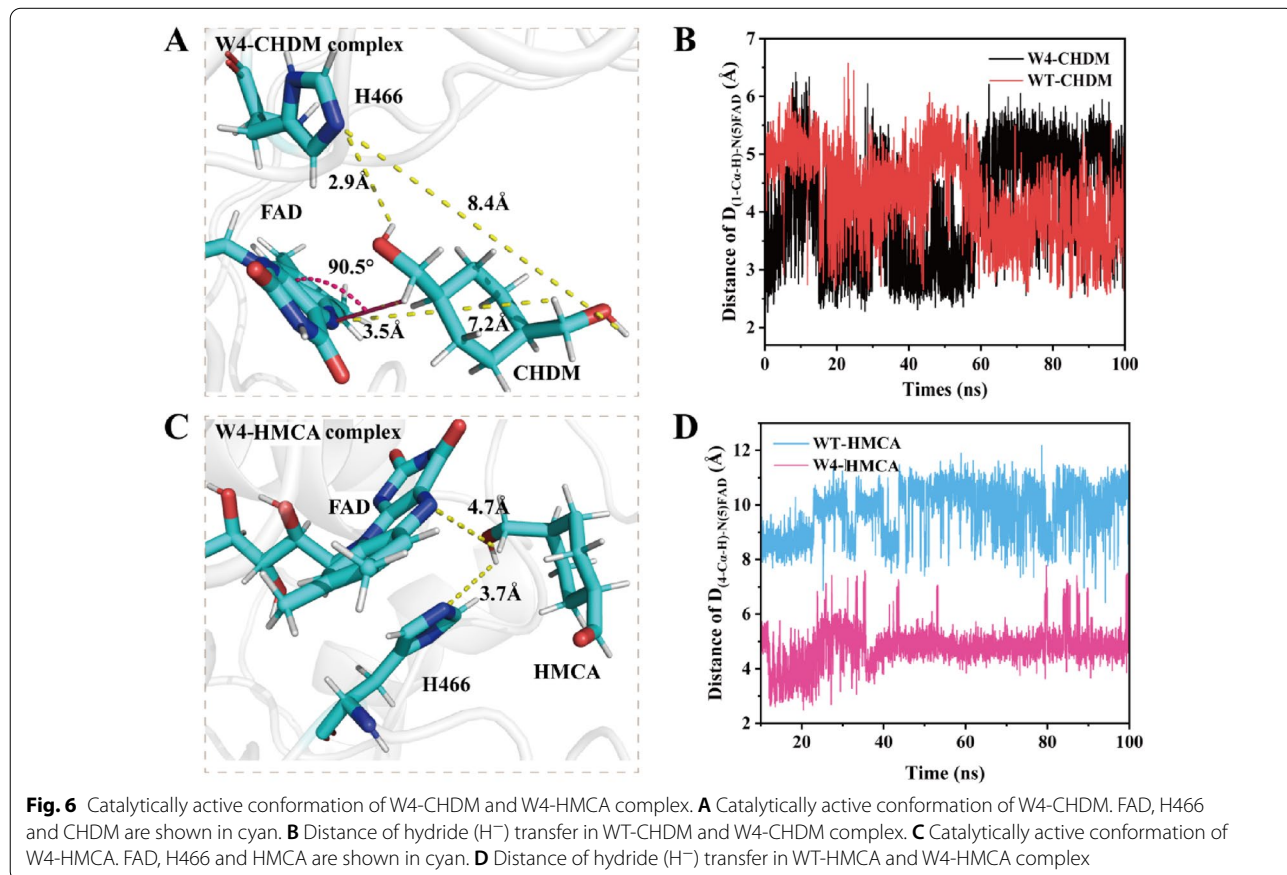 A
W4-CHDM complex
H466
2.9Å
FAD
8.4Å
90.5°
3.5Å
7.2Å
CHDM
B
W4-CHDM
WT-CHDM
Distance of D(1-Cα-H)-N(5)FAD (Å)
7
6
5
4
3
2
0
20
40
60
80
100
Times (ns)
C
W4-HMCA complex
FAD
4.7Å
3.7Å
H466
HMCA
D
WT-HMCA
W4-HMCA
Distance of D(4-Cα-H)-N(5)FAD (Å)
12
10
8
6
4
2
20
40
60
80
100
Time (ns)
Fig. 6 Catalytically active conformation of W4-CHDM and W4-HMCA complex. A Catalytically active conformation of W4-CHDM. FAD, H466
and CHDM are shown in cyan. B Distance of hydride (H⁻) transfer in WT-CHDM and W4-CHDM complex. C Catalytically active conformation of
W4-HMCA. FAD, H466 and HMCA are shown in cyan. D Distance of hydride (H⁻) transfer in WT-HMCA and W4-HMCA complex